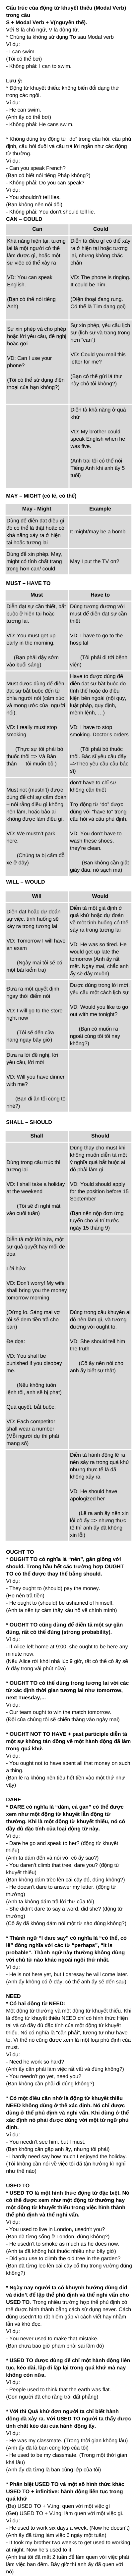 Cấu trúc của động từ khuyết thiếu (Modal Verb) trong câu
S + Modal Verb + V(nguyên thể).
Với S là chủ ngữ, V là động từ.
* Chúng ta không sử dụng To sau Modal verb
Ví dụ:
- I can swim.
(Tôi có thể bơi)
- Không phải: I can to swim.
Lưu ý:
* Động từ khuyết thiếu: không biến đổi dạng thứ trong các ngôi.
Ví dụ:
- He can swim.
(Anh ấy có thể bơi)
- Không phải: He cans swim.
* Không dùng trợ động từ "do" trong câu hỏi, câu phủ định, câu hỏi đuôi và câu trả lời ngắn như các động từ thường.
Ví dụ:
- Can you speak French?
(Bạn có biết nói tiếng Pháp không?)
- Không phải: Do you can speak?
Ví dụ:
- You shouldn't tell lies.
(Bạn không nên nói dối)
- Không phải: You don't should tell lie.
CAN – COULD
Can
Could
Khả năng hiện tại, tương lai là một người có thể làm được gì, hoặc một sự việc có thể xảy ra
VD: You can speak English.
(Bạn có thể nói tiếng Anh)
Diễn tả điều gì có thể xảy ra ở hiện tại hoặc tương lai, nhưng không chắc chắn
VD: The phone is ringing. It could be Tim.
(Điện thoại đang rung. Có thể là Tim đang gọi)
Sự xin phép và cho phép hoặc lời yêu cầu, đề nghị hoặc gợi
VD: Can I use your phone?
(Tôi có thể sử dụng điện thoại của bạn không?)
Sự xin phép, yêu cầu lịch sự (lịch sự và trang trọng hơn "can")
VD: Could you mail this letter for me?
(Bạn có thể gửi lá thư này chó tôi không?)
Diễn tả khả năng ở quá khứ
VD: My brother could speak English when he was five.
(Anh trai tôi có thể nói Tiếng Anh khi anh ấy 5 tuổi)
MAY – MIGHT (có lẽ, có thể)
May - Might
Example
Dùng để diễn đạt điều gì đó có thể là thật hoặc có khả năng xảy ra ở hiện tại hoặc tương lai
It might/may be a bomb.
Dùng để xin phép. May, might có tính chất trang trọng hơn can/ could
May I put the TV on?
MUST – HAVE TO
Must
Have to
Diễn đạt sự cần thiết, bắt buộc ở hiện tại hoặc tương lai.
VD: You must get up early in the morning.
(Bạn phải dậy sớm vào buổi sáng)
Dùng tương đương với must để diễn đạt sự cần thiết
VD: I have to go to the hospital
(Tôi phải đi tới bệnh viện)
Must được dùng để diễn đạt sự bắt buộc đến từ phía người nói (cảm xúc và mong ước của người nói).
VD: I really must stop smoking
(Thực sự tôi phải bỏ thuốc thôi => Và Bản thân tôi muốn bỏ )
Have to được dùng để diễn đạt sự bắt buộc do tình thế hoặc do điều kiện bên ngoài (nội quy, luật pháp, quy định, mệnh lệnh, ...)
VD: I have to stop smoking. Doctor's orders
(Tôi phải bỏ thuốc thôi. Bác sĩ yêu cầu đấy =>Theo yêu cầu của bác sĩ)
Must not (mustn't) được dùng để chỉ sự cấm đoán – nói rằng điều gì không nên làm, hoặc bảo ai không được làm điều gì.
VD: We mustn't park here.
(Chúng ta bị cấm đỗ xe ở đây)
don't have to chỉ sự không cần thiết
Trợ động từ "do" được dùng với "have to" trong câu hỏi và câu phủ định.
VD: You don't have to wash these shoes, they're clean.
(Bạn không cần giặt giày đâu, nó sạch mà)
WILL – WOULD
Will
Would
Diễn đạt hoặc dự đoán sự việc, tình huống sẽ xảy ra trong tương lai
VD: Tomorrow I will have an exam
(Ngày mai tôi sẽ có một bài kiểm tra)
Diễn tả một giả định ở quá khứ hoặc dự đoán về một tình huống có thể xảy ra trong tương lai
VD: He was so tired. He would get up late the tomorrow (Anh ấy rất mệt. Ngày mai, chắc anh ấy sẽ dậy muộn)
Đưa ra một quyết định ngay thời điểm nói
VD: I will go to the store right now
(Tôi sẽ đến cửa hang ngay bây giờ)
Được dùng trong lời mời, yêu cầu một cách lịch sự
VD: Would you like to go out with me tonight?
(Bạn có muốn ra ngoài cùng tôi tối nay không?)
Đưa ra lời đề nghị, lời yêu cầu, lời mời
VD: Will you have dinner with me?
(Bạn đi ăn tối cùng tôi nhé?)
SHALL – SHOULD
Shall
Should
Dùng trong cấu trúc thì tương lai
VD: I shall take a holiday at the weekend
(Tôi sẽ đi nghỉ mát vào cuối tuần)
Dùng thay cho must khi không muốn diễn tả một ý nghĩa quá bắt buộc ai đó phải làm gì.
VD: You'd should apply for the position before 15 September
(Bạn nên nộp đơn ứng tuyển cho vị trí trước ngày 15 tháng 9)
Diễn tả một lời hứa, một sự quả quyết hay mối đe dọa
Lời hứa:
VD: Don't worry! My wife shall bring you the money tomorrow morning
(Đừng lo. Sáng mai vợ tôi sẽ đem tiền trao cho bạn)
Đe dọa:
VD: You shall be punished if you disobey me.
(Nếu không tuôn lệnh tôi, anh sẽ bị phạt)
Quả quyết, bắt buộc:
VD: Each competitor shall wear a number (Mỗi người dự thi phải mang số)
Dùng trong câu khuyên ai đó nên làm gì, và tương đương với ought to.
VD: She should tell him the truth
(Cô ấy nên nói cho anh ấy biết sự thật)
Diễn tả hành động lẽ ra nên sảy ra trong quá khứ nhưng thực tế là đã không xảy ra
VD: He should have apologized her
(Lẽ ra anh ấy nên xin lỗi cô ấy => nhưng thực tế thì anh ấy đã không xin lỗi)
OUGHT TO
* OUGHT TO có nghĩa là "nên", gần giống với should. Trong hầu hết các trường hợp OUGHT TO có thể được thay thế bằng should.
Ví dụ:
- They ought to (should) pay the money.
(Họ nên trả tiền)
- He ought to (should) be ashamed of himself.
(Anh ta nên tự cảm thấy xấu hổ về chính mình)
* OUGHT TO cũng dùng để diễn tả một sự gần đúng, rất có thể đúng (strong probability).
Ví dụ:
- If Alice left home at 9:00, she ought to be here any minute now.
(Nếu Alice rời khỏi nhà lúc 9 giờ, rất có thể cô ấy sẽ ở đây trong vài phút nữa)
* OUGHT TO có thể dùng trong tương lai với các từ xác định thời gian tương lai như tomorrow, next Tuesday,...
Ví dụ:
- Our team ought to win the match tomorrow.
(Đội của chúng tôi sẽ chiến thắng vào ngày mai)
* OUGHT NOT TO HAVE + past participle diễn tả một sự không tán đồng về một hành động đã làm trong quá khứ.
Ví dụ:
- You ought not to have spent all that money on such a thing.
(Bạn lẽ ra không nên tiêu hết tiền vào một thứ như vậy)
DARE
* DARE có nghĩa là "dám, cả gan" có thể được xem như một động từ khuyết lẫn động từ thường. Khi là một động từ khuyết thiếu, nó có đầy đủ đặc tính của loại động từ này.
Ví dụ:
- Dare he go and speak to her? (động từ khuyết thiếu)
(Anh ta dám đến và nói với cô ấy sao?)
- You daren't climb that tree, dare you? (động từ khuyết thiếu)
(Bạn không dám trèo lên cái cây đó, đúng không?)
- He doesn't dare to answer my letter. (động từ thường)
(Anh ta không dám trả lời thư của tôi)
- She didn't dare to say a word, did she? (động từ thường)
(Cô ấy đã không dám nói một từ nào đúng không?)
* Thành ngữ "I dare say" có nghĩa là "có thể, có lẽ" đồng nghĩa với các từ "perhaps", "it is probable". Thành ngữ này thường không dùng với chủ từ nào khác ngoài ngôi thứ nhất.
Ví dụ:
- He is not here yet, but I daresay he will come later.
(Anh ấy không có ở đây, có thể anh ấy sẽ đến sau)
NEED
* Có hai động từ NEED:
Một động từ thường và một động từ khuyết thiếu. Khi là động từ khuyết thiếu NEED chỉ có hình thức Hiện tại và có đầy đủ đặc tính của một động từ khuyết thiếu. Nó có nghĩa là "cần phải", tương tự như have to. Vì thế nó cũng được xem là một loại phủ định của must.
Ví dụ:
- Need he work so hard?
(Anh ấy cần phải làm việc rất vất vả đúng không?)
- You needn't go yet, need you?
(Bạn không cần phải đi đúng không?)
* Có một điều cần nhớ là động từ khuyết thiếu NEED không dùng ở thể xác định. Nó chỉ được dùng ở thể phủ định và nghi vấn. Khi dùng ở thể xác định nó phải được dùng với một từ ngữ phủ định.
Ví dụ:
- You needn't see him, but I must.
(Bạn không cần gặp anh ấy, nhưng tôi phải)
- I hardly need say how much I enjoyed the holiday.
(Tôi không cần nói về việc tôi đã tận hưởng kì nghỉ như thế nào)
USED TO
* USED TO là một hình thức động từ đặc biệt. Nó có thể được xem như một động từ thường hay một động từ khuyết thiếu trong việc hình thành thể phủ định và thể nghi vấn.
Ví dụ:
- You used to live in London, usedn't you?
(Bạn đã từng sống ở London, đúng không?)
- He usedn't to smoke as much as he does now.
(Anh ta đã không hút thuốc nhiều như bây giờ)
- Did you use to climb the old tree in the garden?
(Bạn đã từng leo lên cái cây cổ thụ trong vường đúng không?)
* Ngày nay người ta có khuynh hướng dùng did và didn't để lập thể phủ định và thể nghi vấn cho USED TO. Trong nhiều trường hợp thể phủ định có thể được hình thành bằng cách sử dụng never. Cách dùng usedn't to rất hiếm gặp vì cách viết hay nhầm lẫn và khó đọc.
Ví dụ:
- You never used to make that mistake.
(Bạn chưa bao giờ phạm phải sai lầm đó)
* USED TO được dùng để chỉ một hành động liên tục, kéo dài, lặp đi lặp lại trong quá khứ mà nay không còn nữa.
Ví dụ:
- People used to think that the earth was flat.
(Con người đã cho rằng trái đất phẳng)
* Với thì Quá khứ đơn người ta chỉ biết hành động đã xảy ra. Với USED TO người ta thấy được tính chất kéo dài của hành động ấy.
Ví dụ:
- He was my classmate. (Trong thời gian không lâu)
(Anh ấy đã là bạn cùng lớp của tôi)
- He used to be my classmate. (Trong một thời gian khá lâu)
(Anh ấy đã từng là bạn cùng lớp của tôi)
* Phân biệt USED TO và một số hình thức khác
USED TO + infinitive: hành động liên tục trong quá khứ
(Be) USED TO + V ing: quen với một việc gì
(Get) USED TO + V ing: làm quen với một việc gì.
Ví dụ:
- He used to work six days a week. (Now he doesn't)
(Anh ấy đã từng làm việc 6 ngày một tuần)
- It took my brother two weeks to get used to working at night. Now he's used to it.
(Anh trai tôi đã mất 2 tuần để làm quen với việc phải làm việc ban đêm. Bây giờ thì anh ấy đã quen với nó)